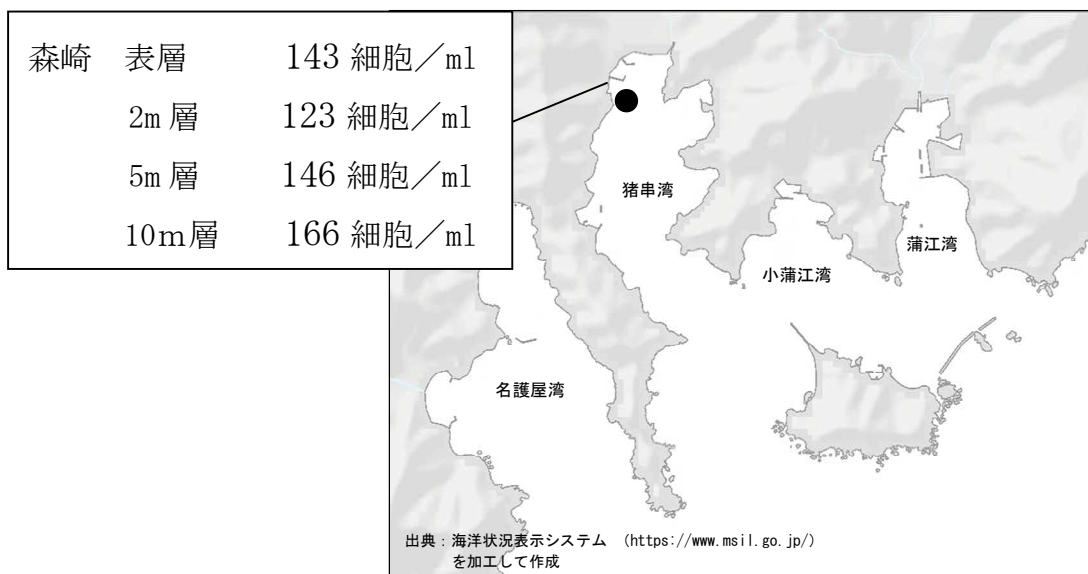 森崎 表層 143 細胞／ml
2m 層 123 細胞／ml
5m 層 146 細胞／ml
10ｍ層 166 細胞／ml
猪串湾
蒲江湾
小蒲江湾
名護屋湾
出典：海洋状況表示システム （https://www.msil.go.jp/）
を加工して作成